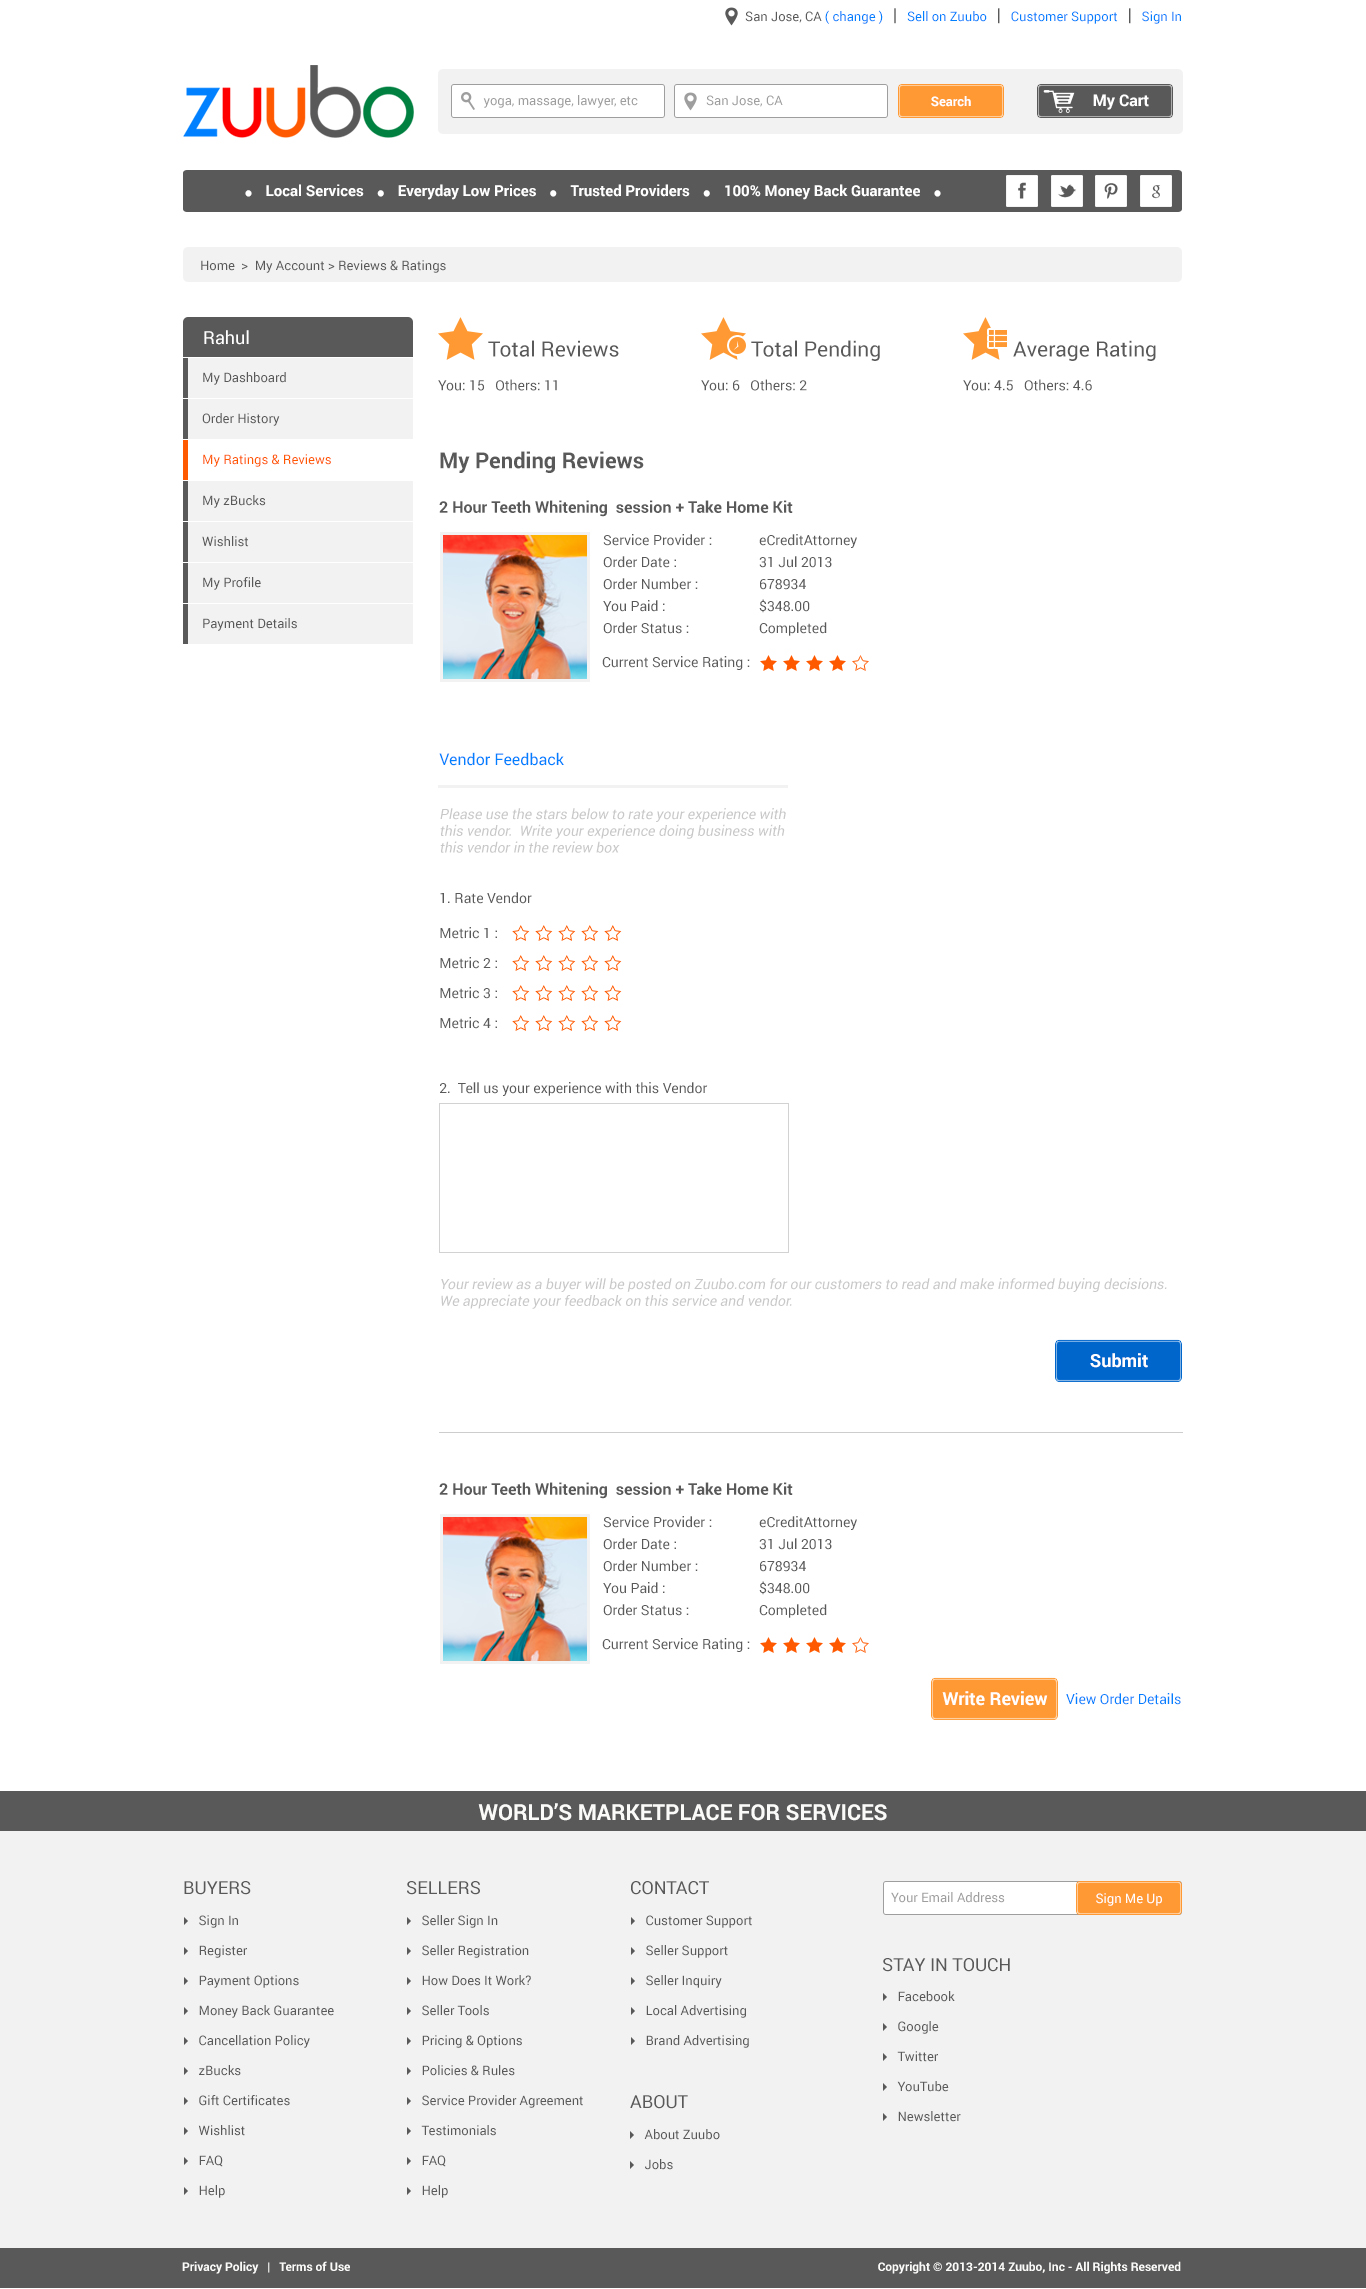 San Jose, CA ( change ) | Sell on Zuubo | Customer Support | Sign In
zuubo
yoga, massage, lawyer, etc
San Jose, CA
Search
My Cart
• Local Services • Everyday Low Prices • Trusted Providers • 100% Money Back Guarantee •
f
g
Home > My Account > Reviews & Ratings
Rahul
My Dashboard
Order History
My Ratings & Reviews
My zBucks
Wishlist
My Profile
Payment Details
Total Reviews
You: 15 Others: 11
Total Pending
You: 6 Others: 2
Average Rating
You: 4.5 Others: 4.6
My Pending Reviews
2 Hour Teeth Whitening session + Take Home Kit
Service Provider : eCreditAttorney
Order Date : 31 Jul 2013
Order Number : 678934
You Paid : $348.00
Order Status : Completed
Current Service Rating :
Vendor Feedback
Please use the stars below to rate your experience with
this vendor. Write your experience doing business with
this vendor in the review box
1. Rate Vendor
Metric 1 :
Metric 2 :
Metric 3 :
Metric 4 :
2. Tell us your experience with this Vendor
Your review as a buyer will be posted on Zuubo.com for our customers to read and make informed buying decisions.
We appreciate your feedback on this service and vendor.
Submit
2 Hour Teeth Whitening session + Take Home Kit
Service Provider : eCreditAttorney
Order Date : 31 Jul 2013
Order Number : 678934
You Paid : $348.00
Order Status : Completed
Current Service Rating :
Write Review
View Order Details
WORLD'S MARKETPLACE FOR SERVICES
BUYERS
Sign In
Register
Payment Options
Money Back Guarantee
Cancellation Policy
zBucks
Gift Certificates
Wishlist
FAQ
Help
SELLERS
Seller Sign In
Seller Registration
How Does It Work?
Seller Tools
Pricing & Options
Policies & Rules
Service Provider Agreement
Testimonials
FAQ
Help
CONTACT
Customer Support
Seller Support
Seller Inquiry
Local Advertising
Brand Advertising
ABOUT
About Zuubo
Jobs
Your Email Address
Sign Me Up
STAY IN TOUCH
Facebook
Google
Twitter
YouTube
Newsletter
Privacy Policy | Terms of Use
Copyright © 2013-2014 Zuubo, Inc - All Rights Reserved